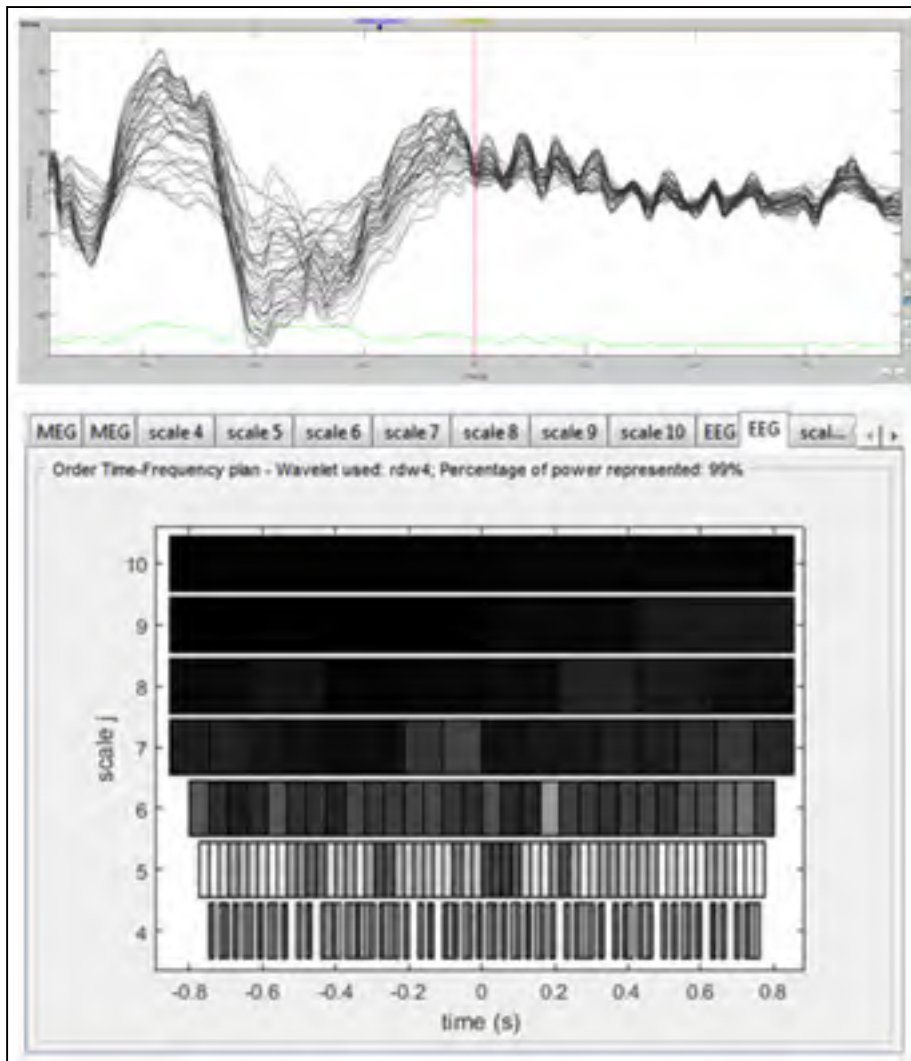 MEG MEG scale 4 scale 5 scale 6 scale 7 scale 8 scale 9 scale 10 EEG EEG scal...
Order Time-Frequency plan - Wavelet used: rdw4; Percentage of power represented: 99%
10
9
8
7
6
5
4
scale j
-0.8 -0.6 -0.4 -0.2 0 0.2 0.4 0.6 0.8
time (s)